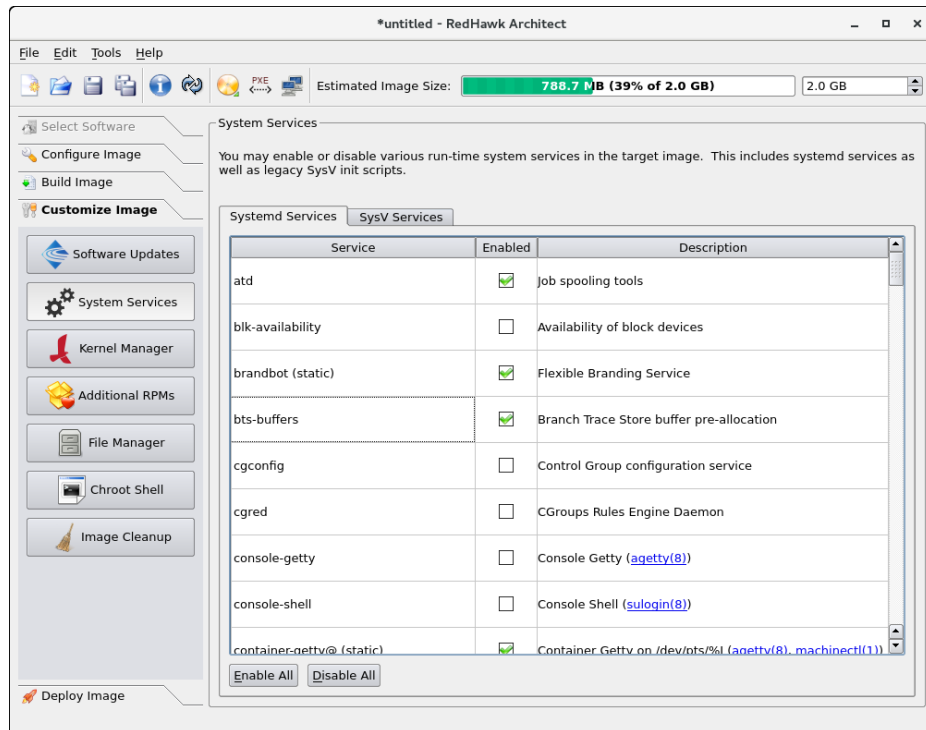 *untitled - RedHawk Architect
File Edit Tools Help
PXE
Estimated Image Size:
788.7 MB (39% of 2.0 GB)
2.0 GB
Select Software
Configure Image
Build Image
Customize Image
Software Updates
System Services
Kernel Manager
Additional RPMs
File Manager
Chroot Shell
Image Cleanup
Deploy Image
System Services
You may enable or disable various run-time system services in the target image. This includes systemd services as
well as legacy SysV init scripts.
Systemd Services SysV Services
Service Enabled Description
atd Job spooling tools
blk-availability Availability of block devices
brandbot (static) Flexible Branding Service
bts-buffers Branch Trace Store buffer pre-allocation
cgconfig Control Group configuration service
cgred CGroups Rules Engine Daemon
console-getty Console Getty (agetty(8))
console-shell Console Shell (sulogin(8))
container-getty@ (static) Container Getty on /dev/pts/%I (agetty(8), machinectl(1))
Enable All Disable All